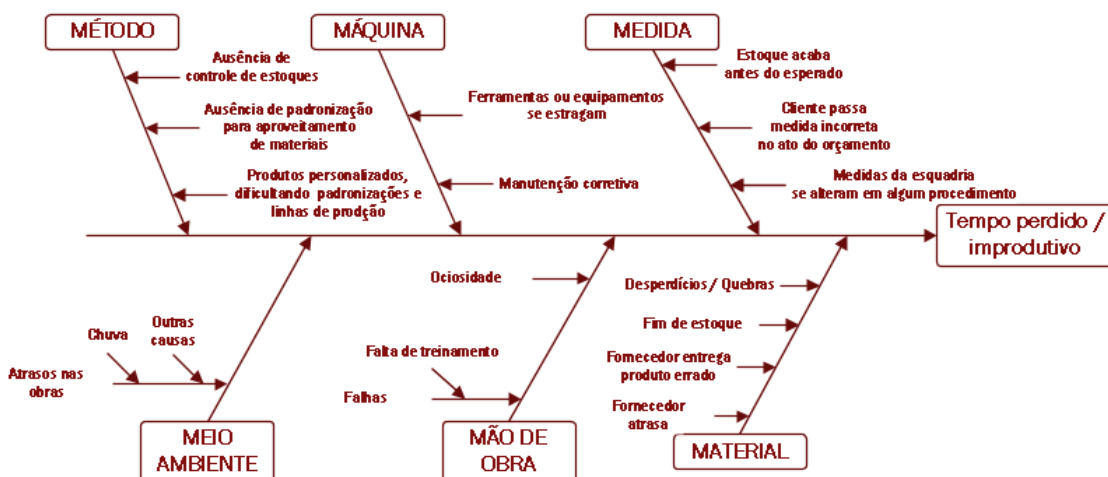 MÉTODO
Ausência de
controle de estoques
Ausência de padronização
para aproveitamento
de materiais
Produtos personalizados,
dificultando padronizações e
linhas de prodção
MÁQUINA
Ferramentas ou equipamentos
se estragam
Manutenção corretiva
MEDIDA
Estoque acaba
antes do esperado
Cliente passa
medida incorreta
no ato do orçamento
Medidas da esquadria
se alteram em algum procedimento
Tempo perdido /
improdutivo
Chuva
Outras
causas
Atrasos nas
obras
MEIO
AMBIENTE
Ociosidade
Falta de treinamento
Falhas
MÃO DE
OBRA
Desperdícios / Quebras
Fim de estoque
Fornecedor entrega
produto errado
Fornecedor
atrasa
MATERIAL